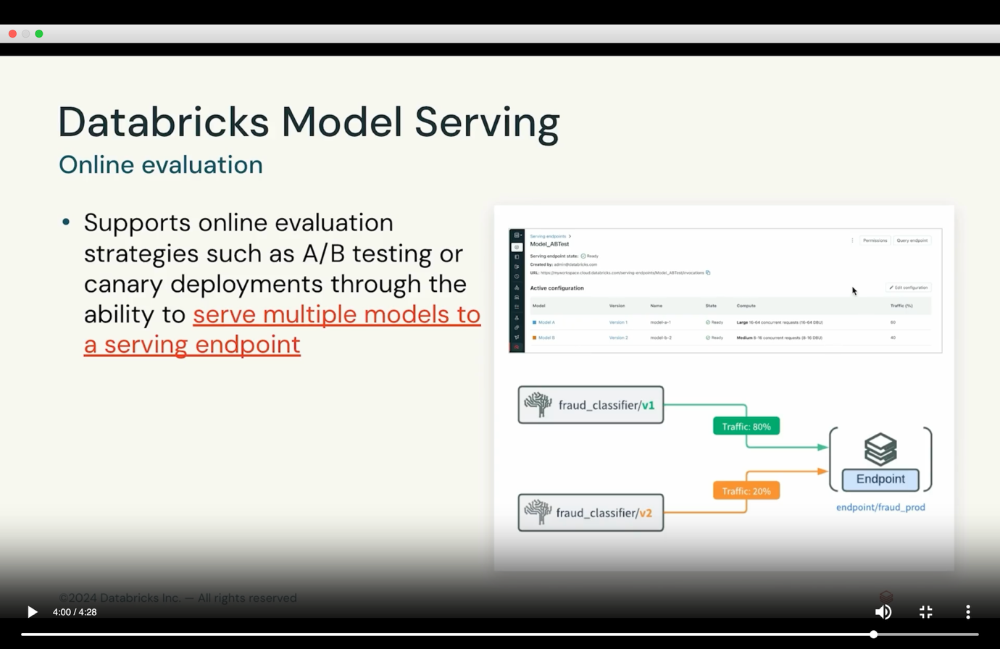 Databricks Model Serving
Online evaluation
• Supports online evaluation
strategies such as A/B testing or
canary deployments through the
ability to serve multiple models to
a serving endpoint
Serving endpoints >
Model_ABTest
Permissions
Query endpoint
Serving endpoint state: Ready
Created by: admin@databricks.com
URL: https://myworkspace.cloud.databricks.com/serving-endpoints/Model_ABTest/invocations
Active configuration
Edit configuration
Model Version Name State Compute Traffic (%)
Model A Version 1 model-a-1 Ready Large 16-64 concurrent requests (16-64 DBU) 60
Model B Version 2 model-b-2 Ready Medium 8-16 concurrent requests (8-16 DBU) 40
fraud_classifier/v1
Traffic: 80%
Endpoint
Traffic: 20%
endpoint/fraud_prod
fraud_classifier/v2
©2024 Databricks Inc. — All rights reserved
4:00 / 4:28